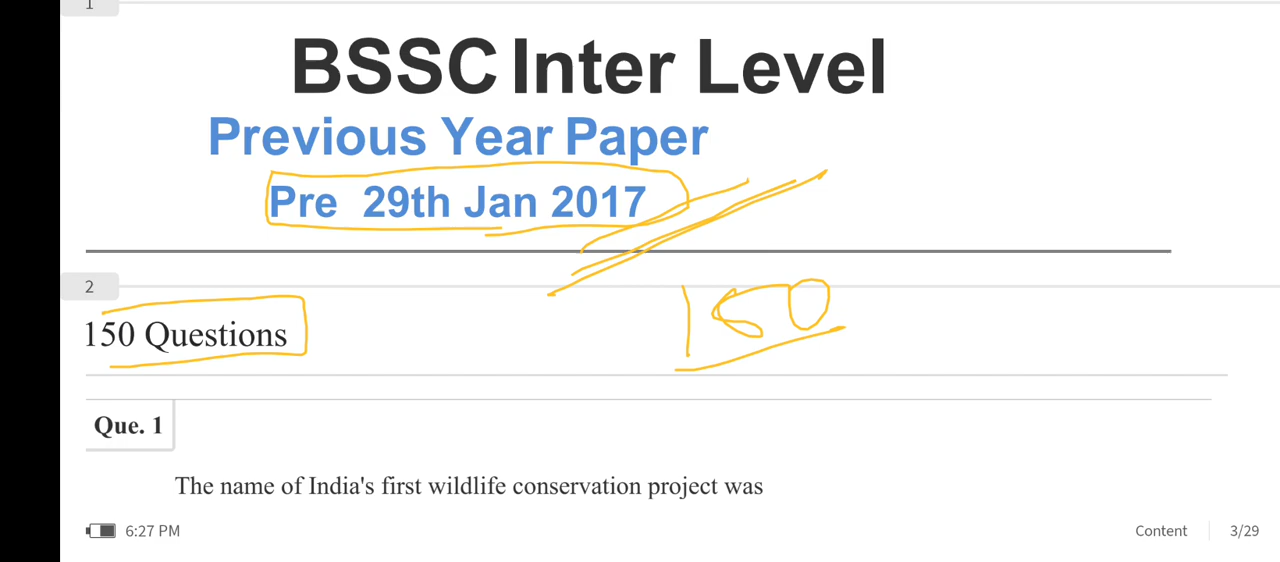 1
BSSC Inter Level
Previous Year Paper
Pre 29th Jan 2017
2
150 Questions
150
Que. 1
The name of India's first wildlife conservation project was
6:27 PM
Content 3/29